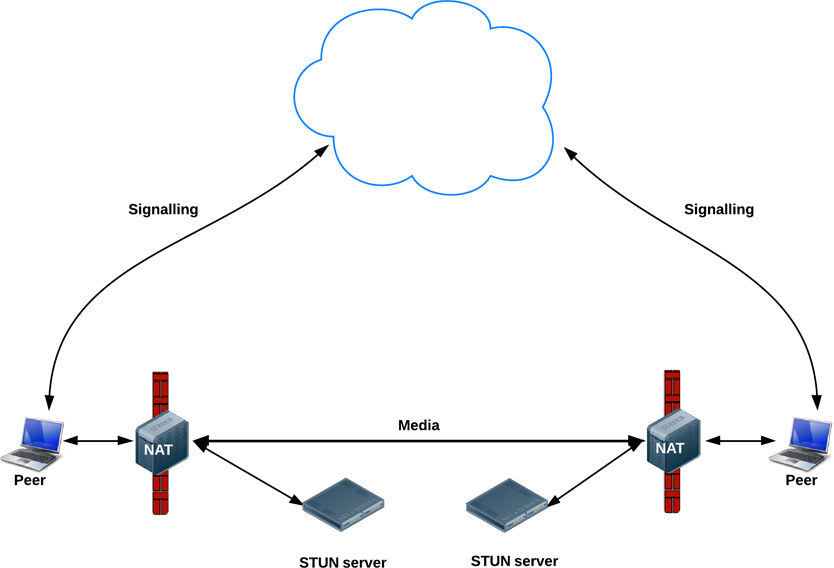 Signalling
Signalling
Media
NAT
NAT
Peer
Peer
STUN server
STUN server